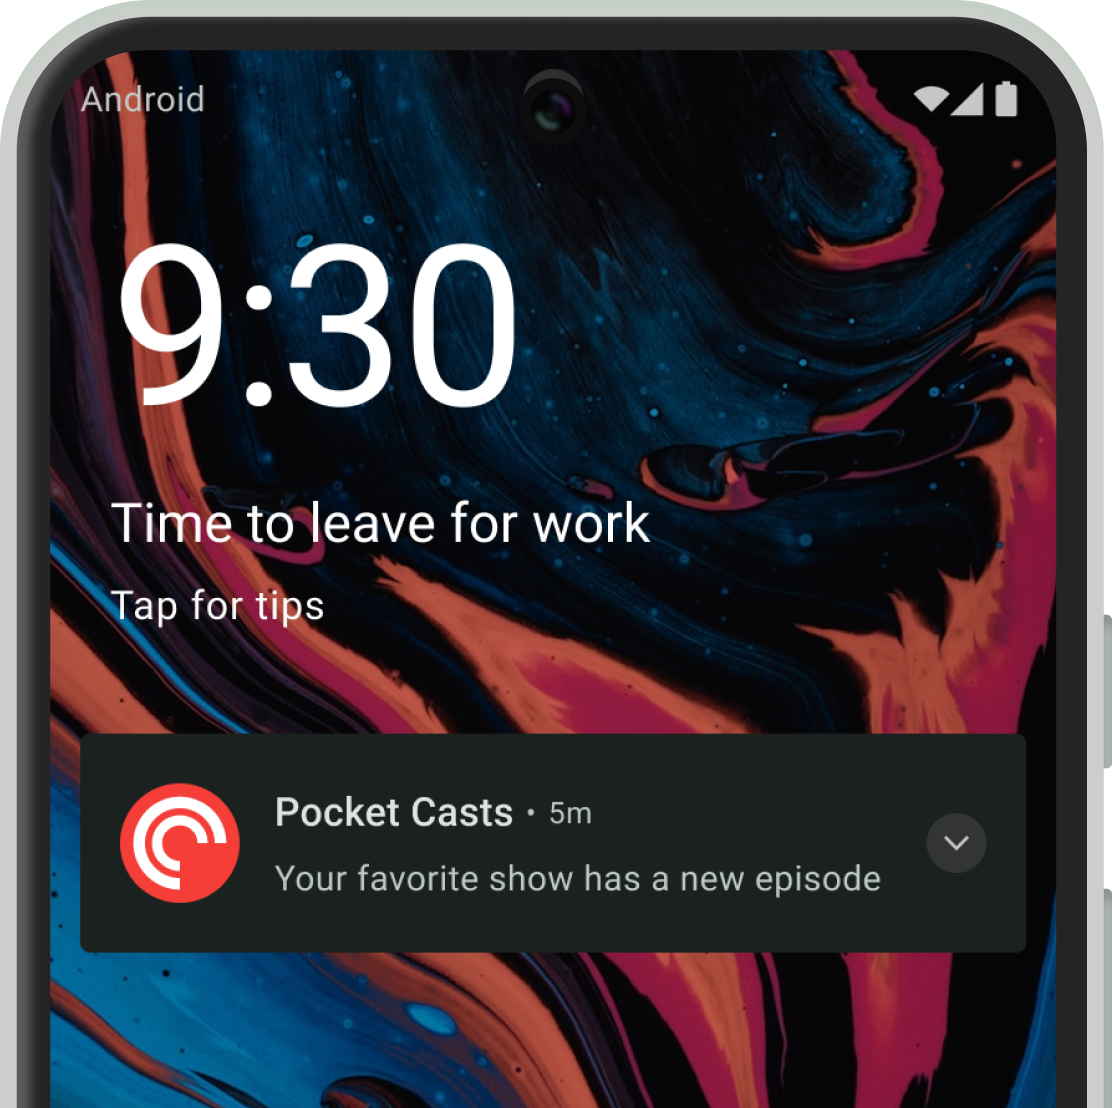 Android
9:30
Time to leave for work
Tap for tips
Pocket Casts • 5m
Your favorite show has a new episode